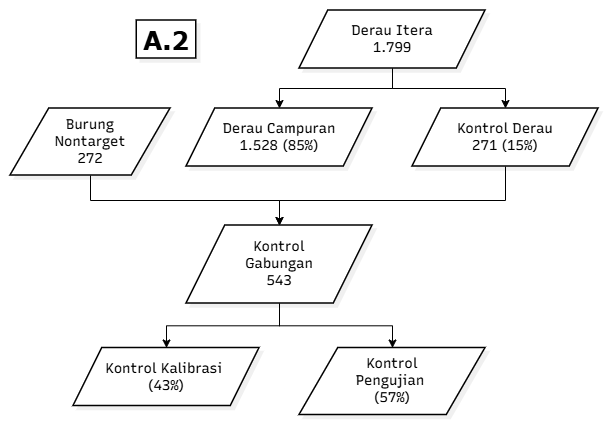 A.2
Derau Itera
1.799
Burung
Nontarget
272
Derau Campuran
1.528 (85%)
Kontrol Derau
271 (15%)
Kontrol
Gabungan
543
Kontrol Kalibrasi
(43%)
Kontrol
Pengujian
(57%)